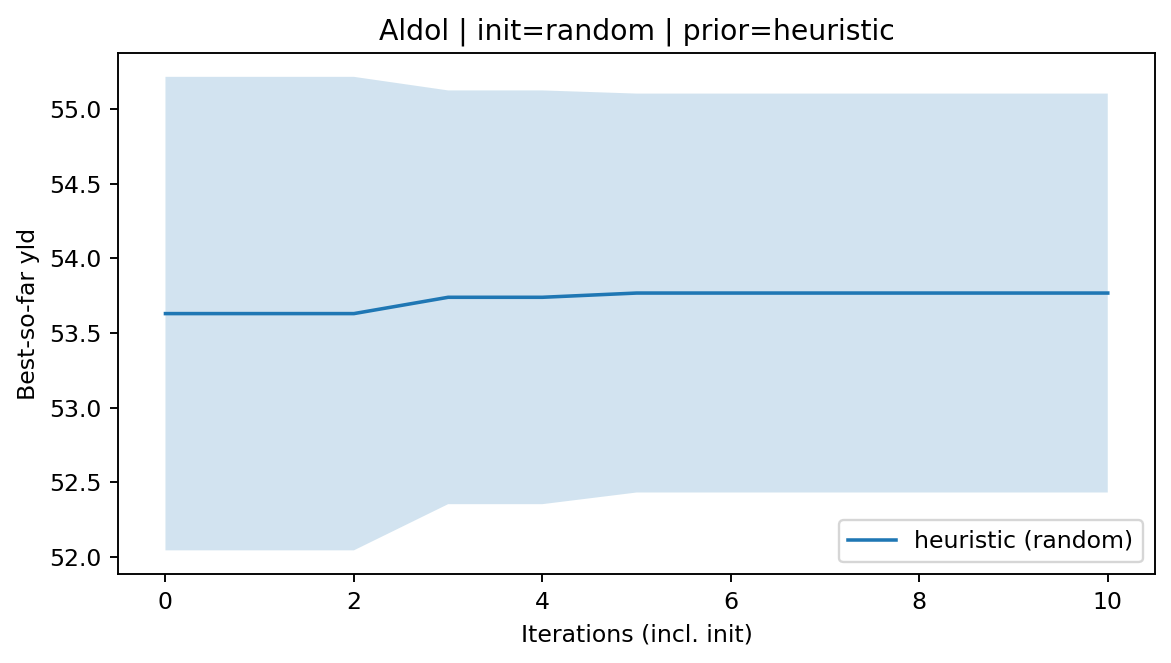 Aldol | init=random | prior=heuristic
Best-so-far yld
55.0
54.5
54.0
53.5
53.0
52.5
52.0
heuristic (random)
0 2 4 6 8 10
Iterations (incl. init)